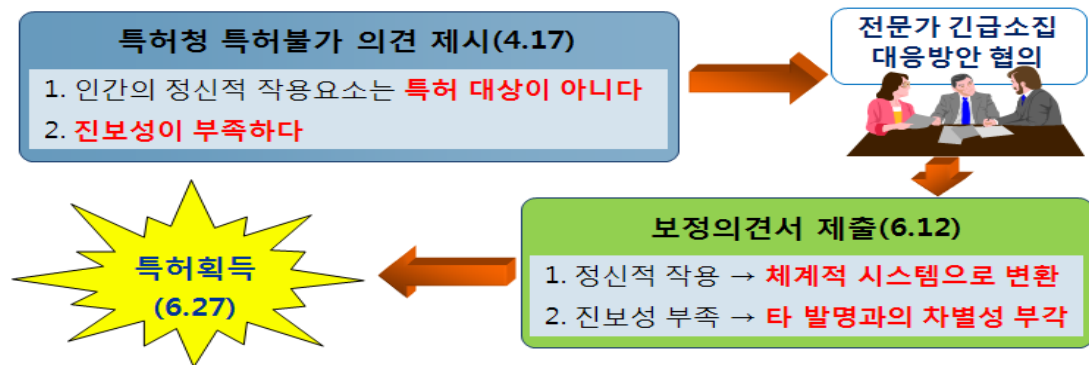 특허청 특허불가 의견 제시(4.17)
1. 인간의 정신적 작용요소는 특허 대상이 아니다
2. 진보성이 부족하다
전문가 긴급소집
대응방안 협의
보정의견서 제출(6.12)
1. 정신적 작용 → 체계적 시스템으로 변환
2. 진보성 부족 → 타 발명과의 차별성 부각
특허획득
(6.27)